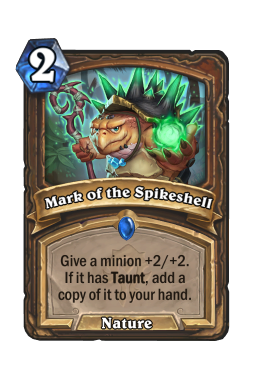 2
Mark of the Spikeshell
Give a minion +2/+2.
If it has Taunt, add a
copy of it to your hand.
Nature